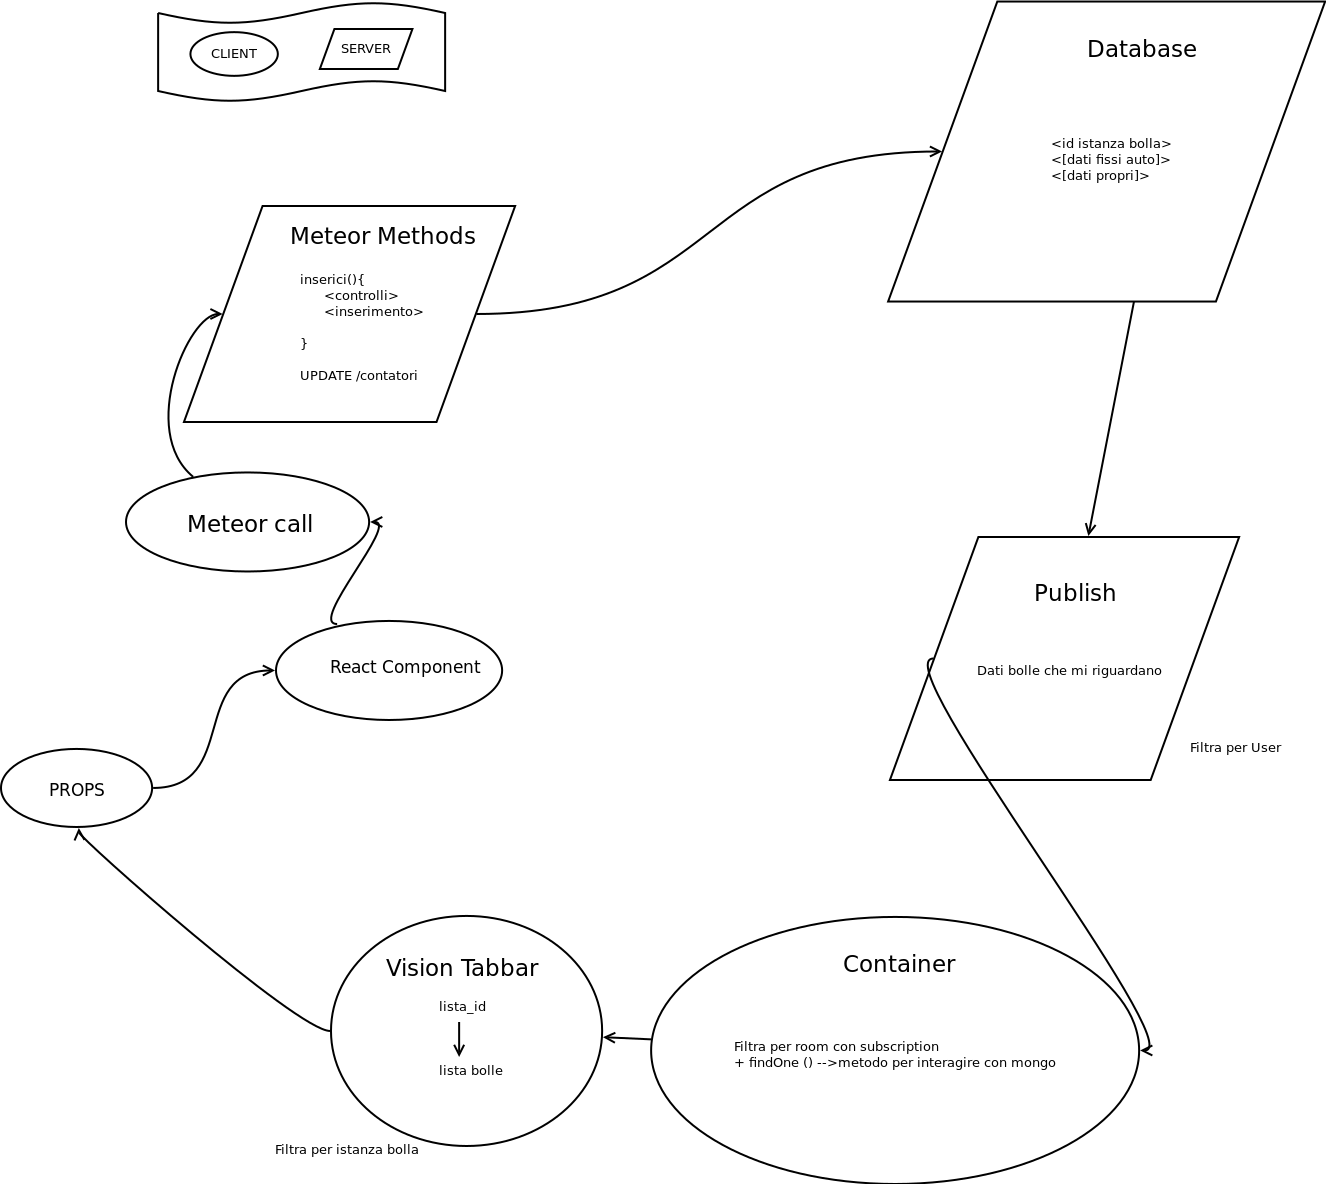 CLIENT
SERVER
Database
<id istanza bolla>
<[dati fissi auto]>
<[dati propri]>
Meteor Methods
inserici(){
<controlli>
<inserimento>
}
UPDATE /contatori
Meteor call
React Component
PROPS
Publish
Dati bolle che mi riguardano
Filtra per User
Container
Filtra per room con subscription
+ findOne () -->metodo per interagire con mongo
Vision Tabbar
lista_id
lista bolle
Filtra per istanza bolla